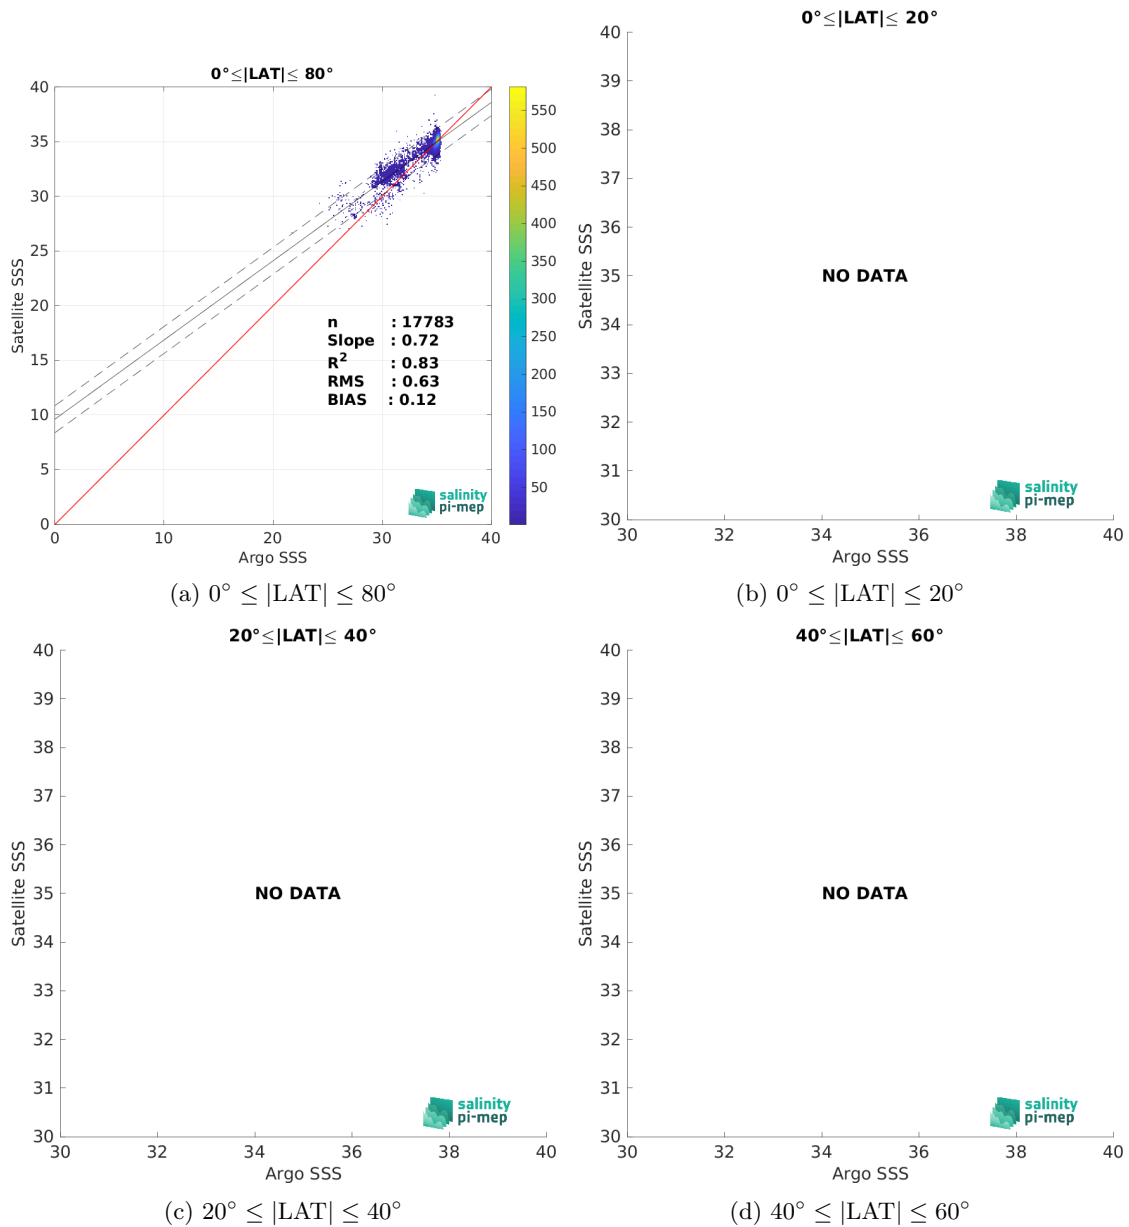 0°≤|LAT|≤ 80°
40
35
30
25
20
15
10
5
0
Satellite SSS
0
10
20
30
40
Argo SSS
n : 17783
Slope : 0.72
R² : 0.83
RMS : 0.63
BIAS : 0.12
salinity
pi-mep
550
500
450
400
350
300
250
200
150
100
50
(a) 0° ≤ |LAT| ≤ 80°
0°≤|LAT|≤ 20°
40
39
38
37
36
35
34
33
32
31
30
Satellite SSS
NO DATA
salinity
pi-mep
30
32
34
36
38
40
Argo SSS
(b) 0° ≤ |LAT| ≤ 20°
20°≤|LAT|≤ 40°
40
39
38
37
36
35
34
33
32
31
30
Satellite SSS
NO DATA
salinity
pi-mep
30
32
34
36
38
40
Argo SSS
(c) 20° ≤ |LAT| ≤ 40°
40°≤|LAT|≤ 60°
40
39
38
37
36
35
34
33
32
31
30
Satellite SSS
NO DATA
salinity
pi-mep
30
32
34
36
38
40
Argo SSS
(d) 40° ≤ |LAT| ≤ 60°